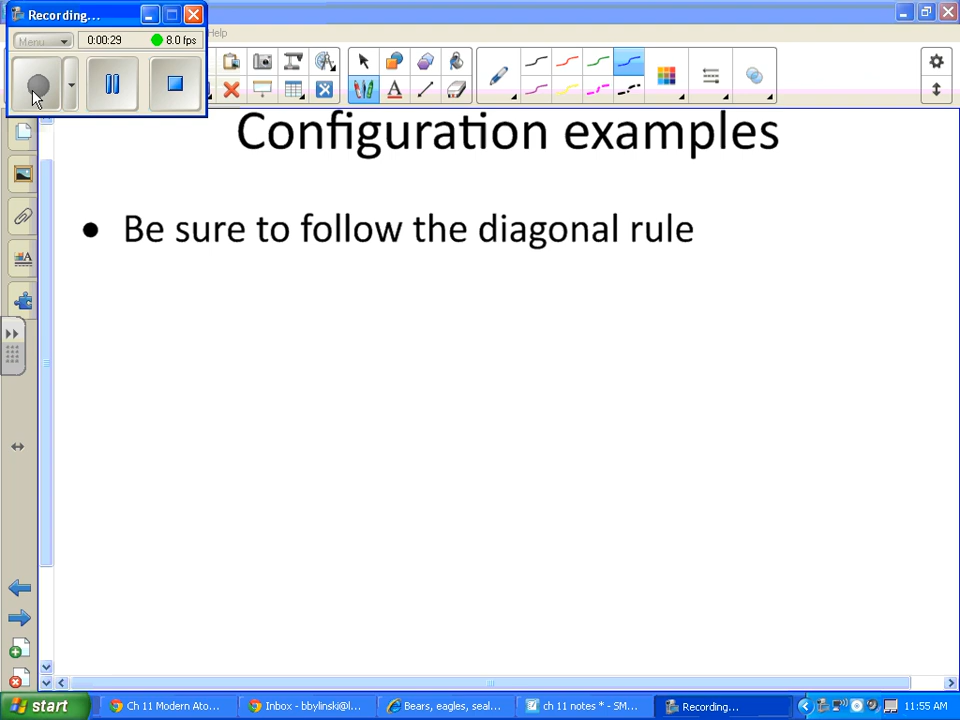 Recording...
Menu
0:00:29
8.0 fps
Help
Configuration examples
• Be sure to follow the diagonal rule
start
Ch 11 Modern Ato...
Inbox - bbylinski@l...
Bears, eagles, seal...
ch 11 notes * - SM...
Recording...
11:55 AM